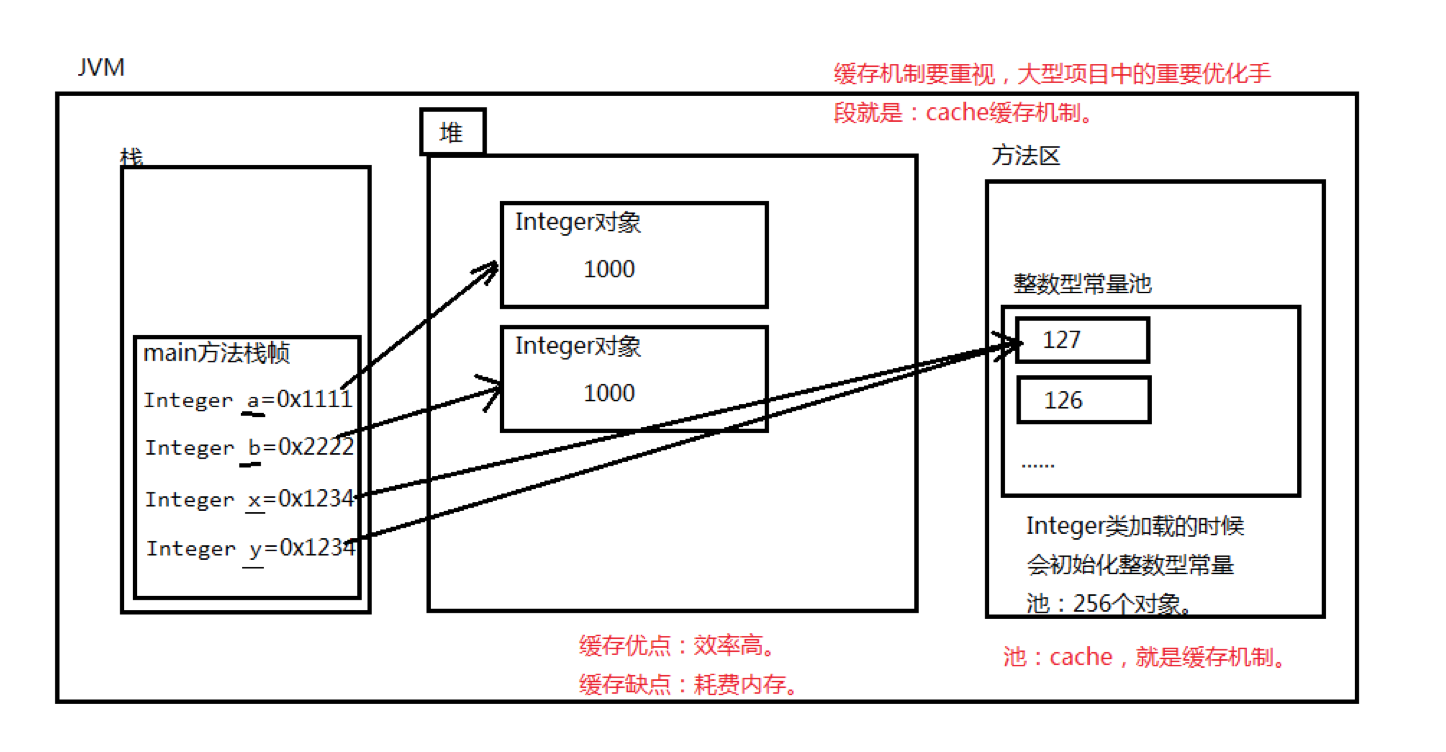 JVM
缓存机制要重视，大型项目中的重要优化手
段就是：cache缓存机制。
栈
堆
方法区
Integer对象
1000
Integer对象
1000
main方法栈帧
Integer a=0x1111
Integer b=0x2222
Integer x=0x1234
Integer y=0x1234
整数型常量池
127
126
......
Integer类加载的时候
会初始化整数型常量
池：256个对象。
缓存优点：效率高。
缓存缺点：耗费内存。
池：cache，就是缓存机制。